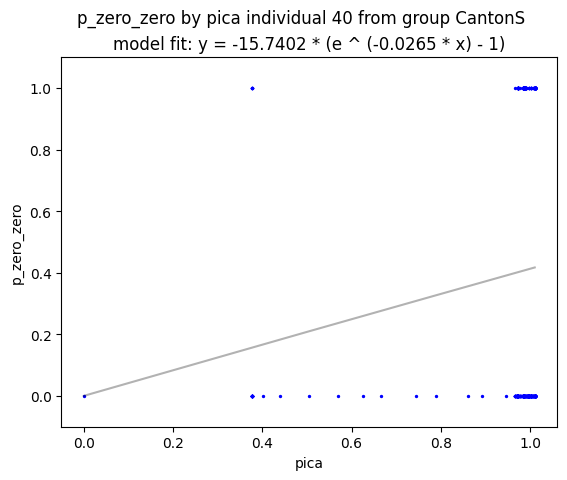 p_zero_zero by pica individual 40 from group CantonS
model fit: y = -15.7402 * (e ^ (-0.0265 * x) - 1)
1.0
0.8
0.6
0.4
0.2
0.0
p_zero_zero
0.0 0.2 0.4 0.6 0.8 1.0
pica